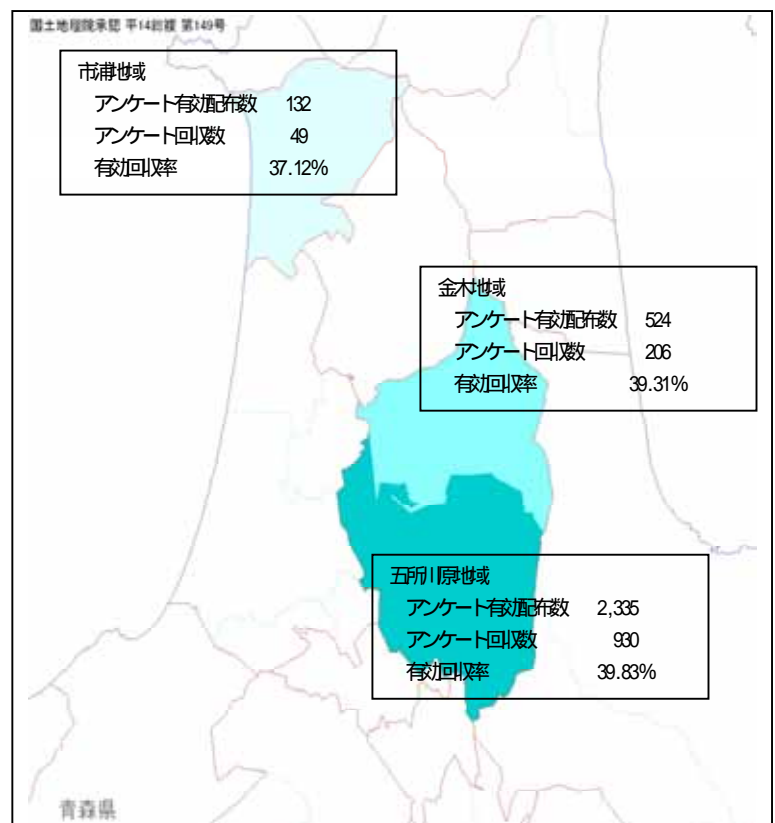 国土地理院承認 平14総複 第149号
市浦地域
アンケート有効配布数 132
アンケート回収数 49
有効回収率 37.12%
金木地域
アンケート有効配布数 524
アンケート回収数 206
有効回収率 39.31%
五所川原地域
アンケート有効配布数 2,335
アンケート回収数 930
有効回収率 39.83%
青森県